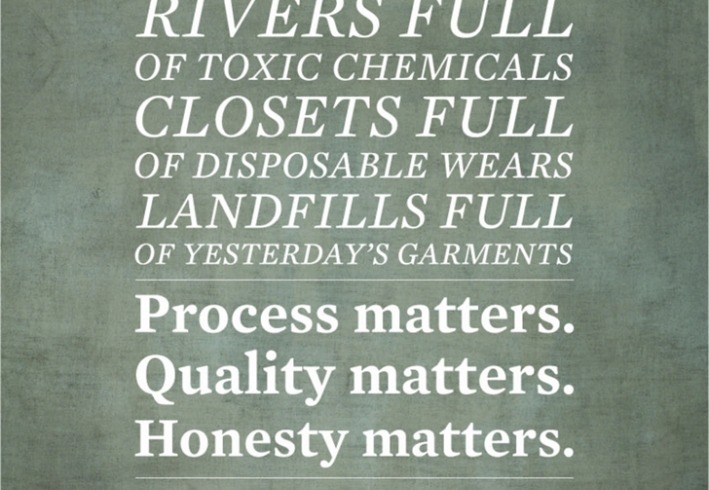 RIVERS FULL
OF TOXIC CHEMICALS
CLOSETS FULL
OF DISPOSABLE WEARS
LANDFILLS FULL
OF YESTERDAY’S GARMENTS
Process matters.
Quality matters.
Honesty matters.